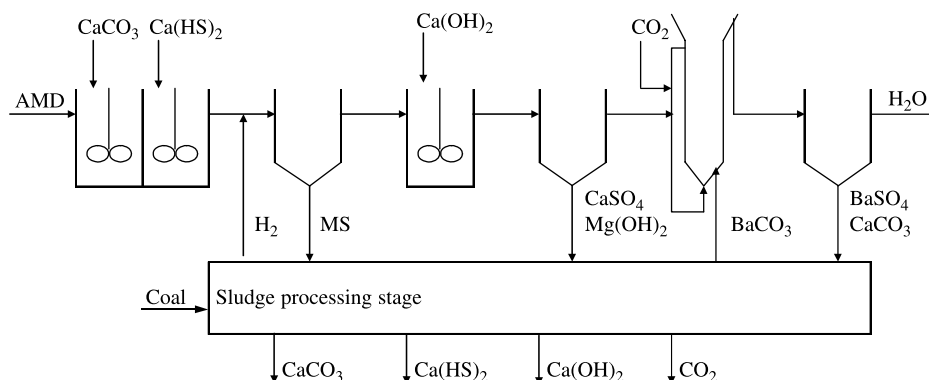 CaCO3 Ca(HS)2
Ca(OH)2
CO2
AMD
H2O
H2
MS
CaSO4
Mg(OH)2
BaCO3
BaSO4
CaCO3
Coal
Sludge processing stage
CaCO3
Ca(HS)2
Ca(OH)2
CO2